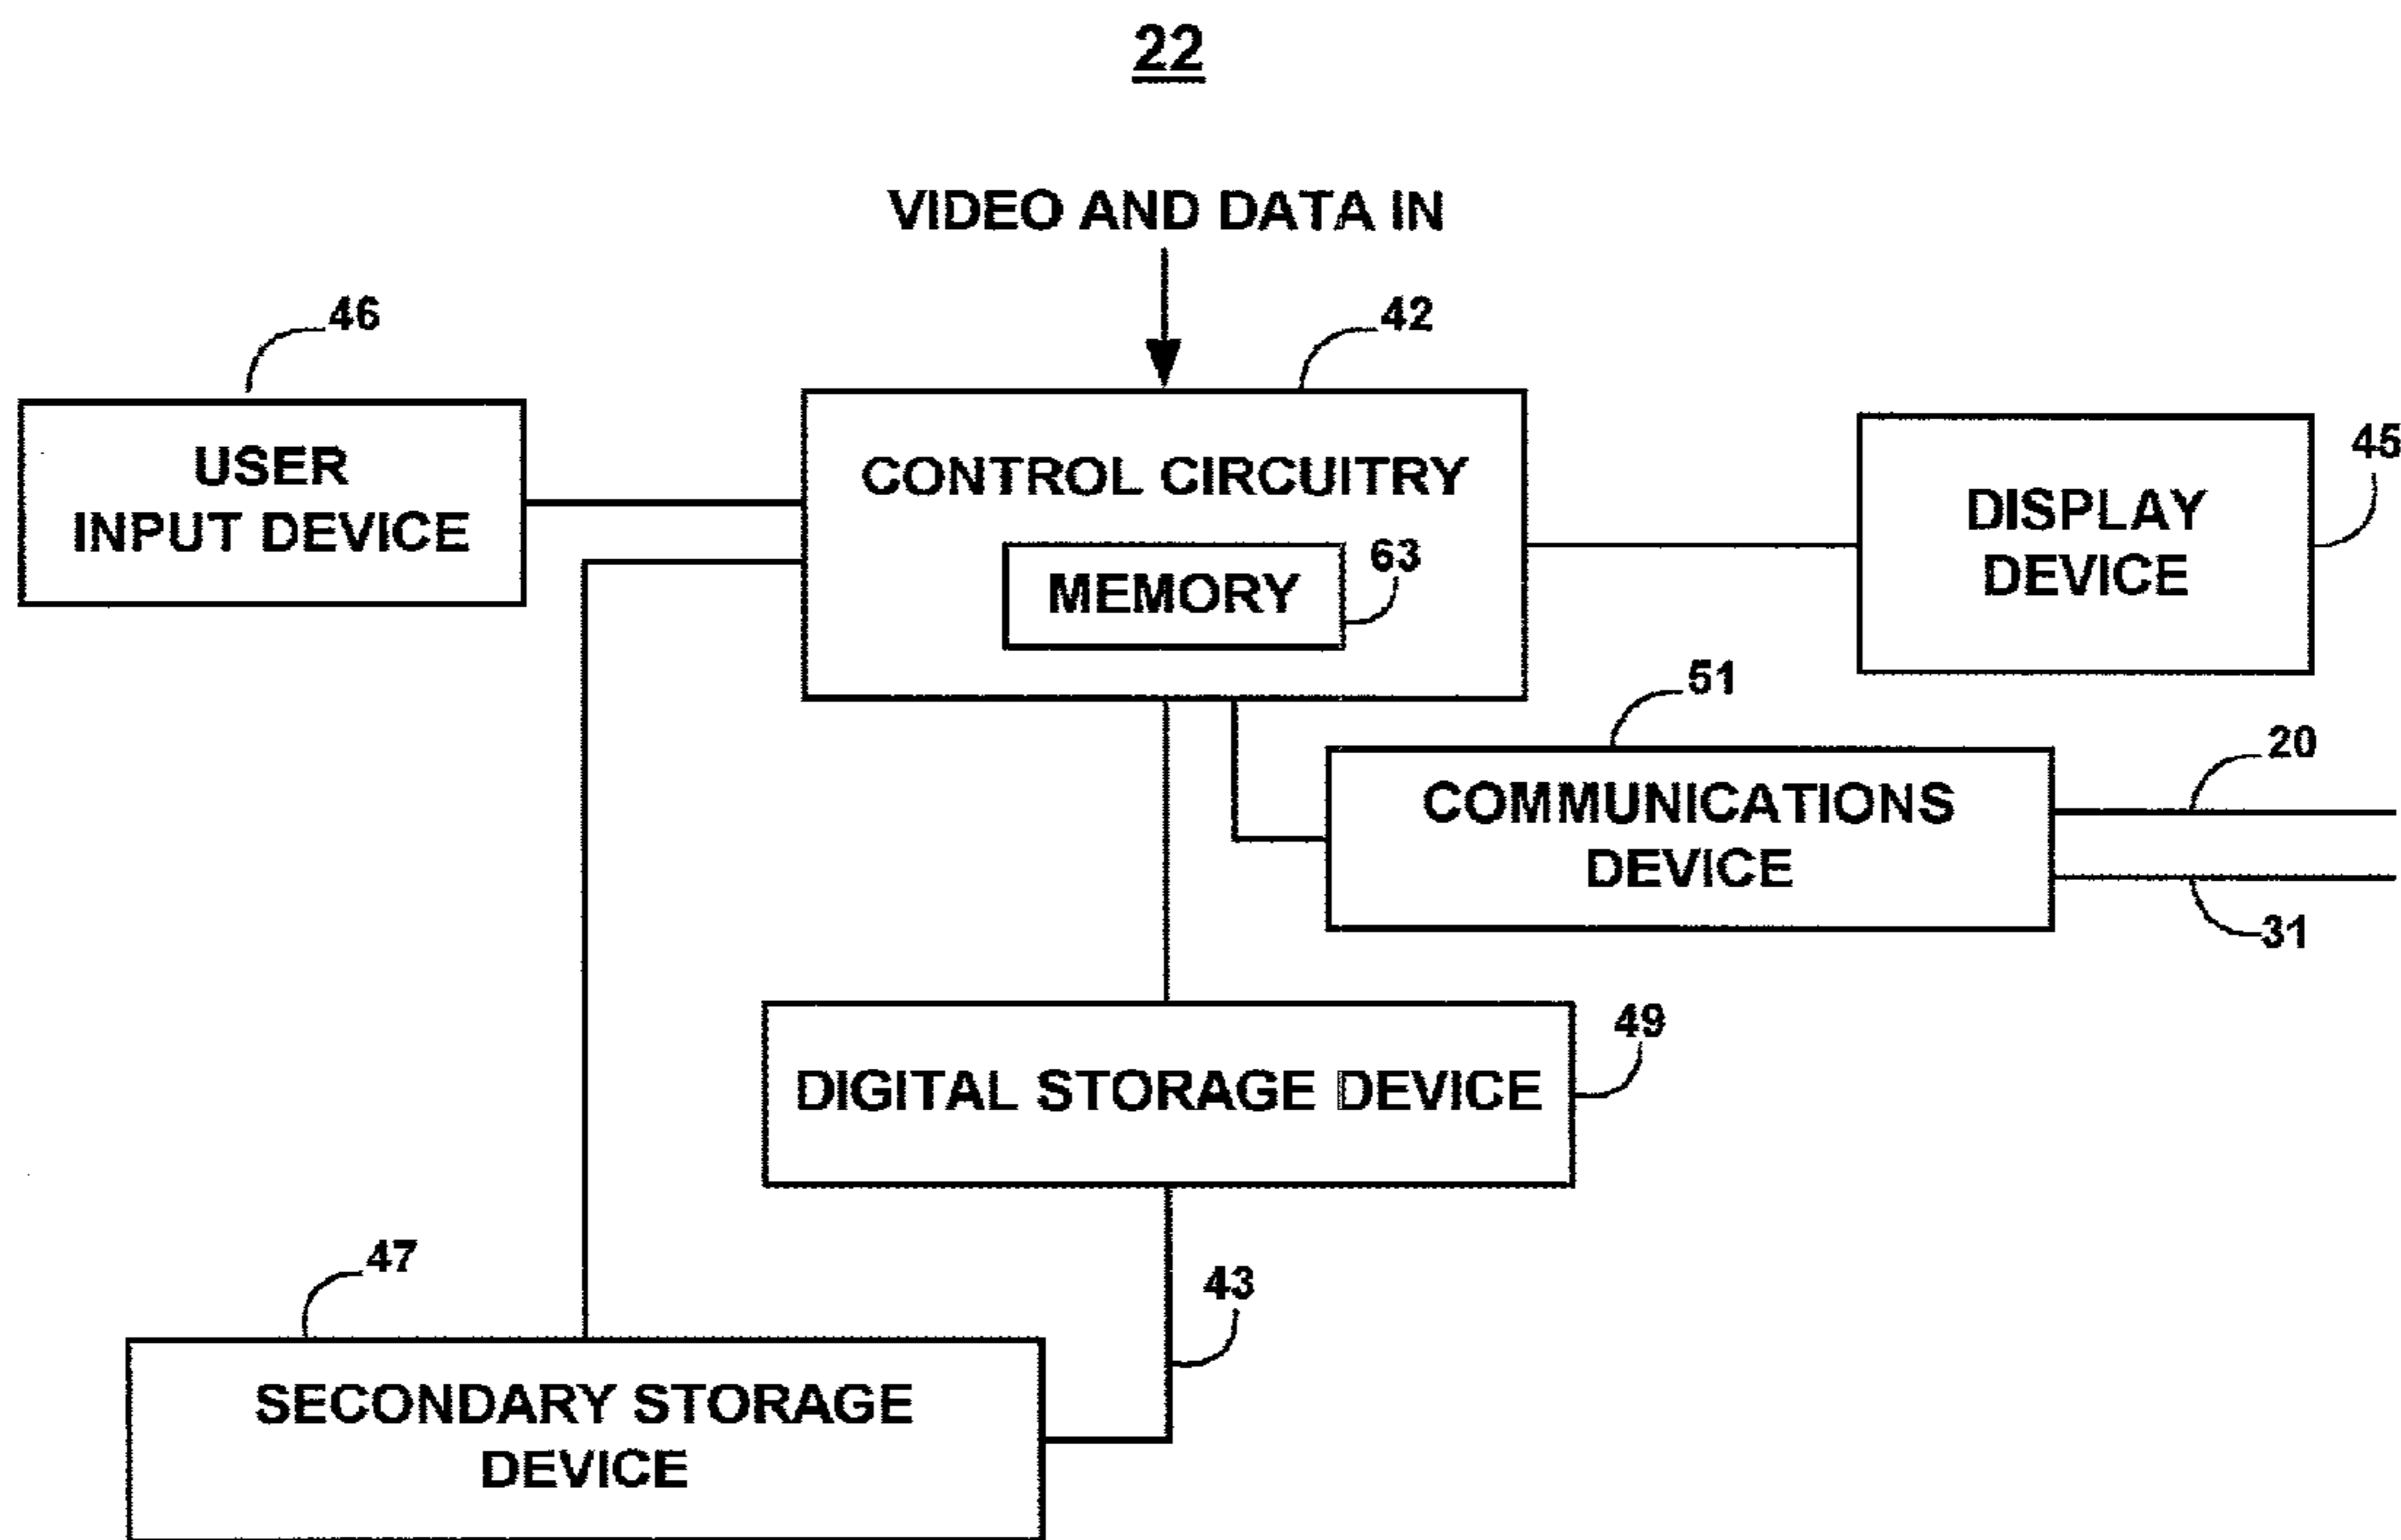 22
VIDEO AND DATA IN
46
42
USER
INPUT DEVICE
CONTROL CIRCUITRY
45
DISPLAY
DEVICE
MEMORY
63
51
20
COMMUNICATIONS
DEVICE
31
49
DIGITAL STORAGE DEVICE
47
43
SECONDARY STORAGE
DEVICE